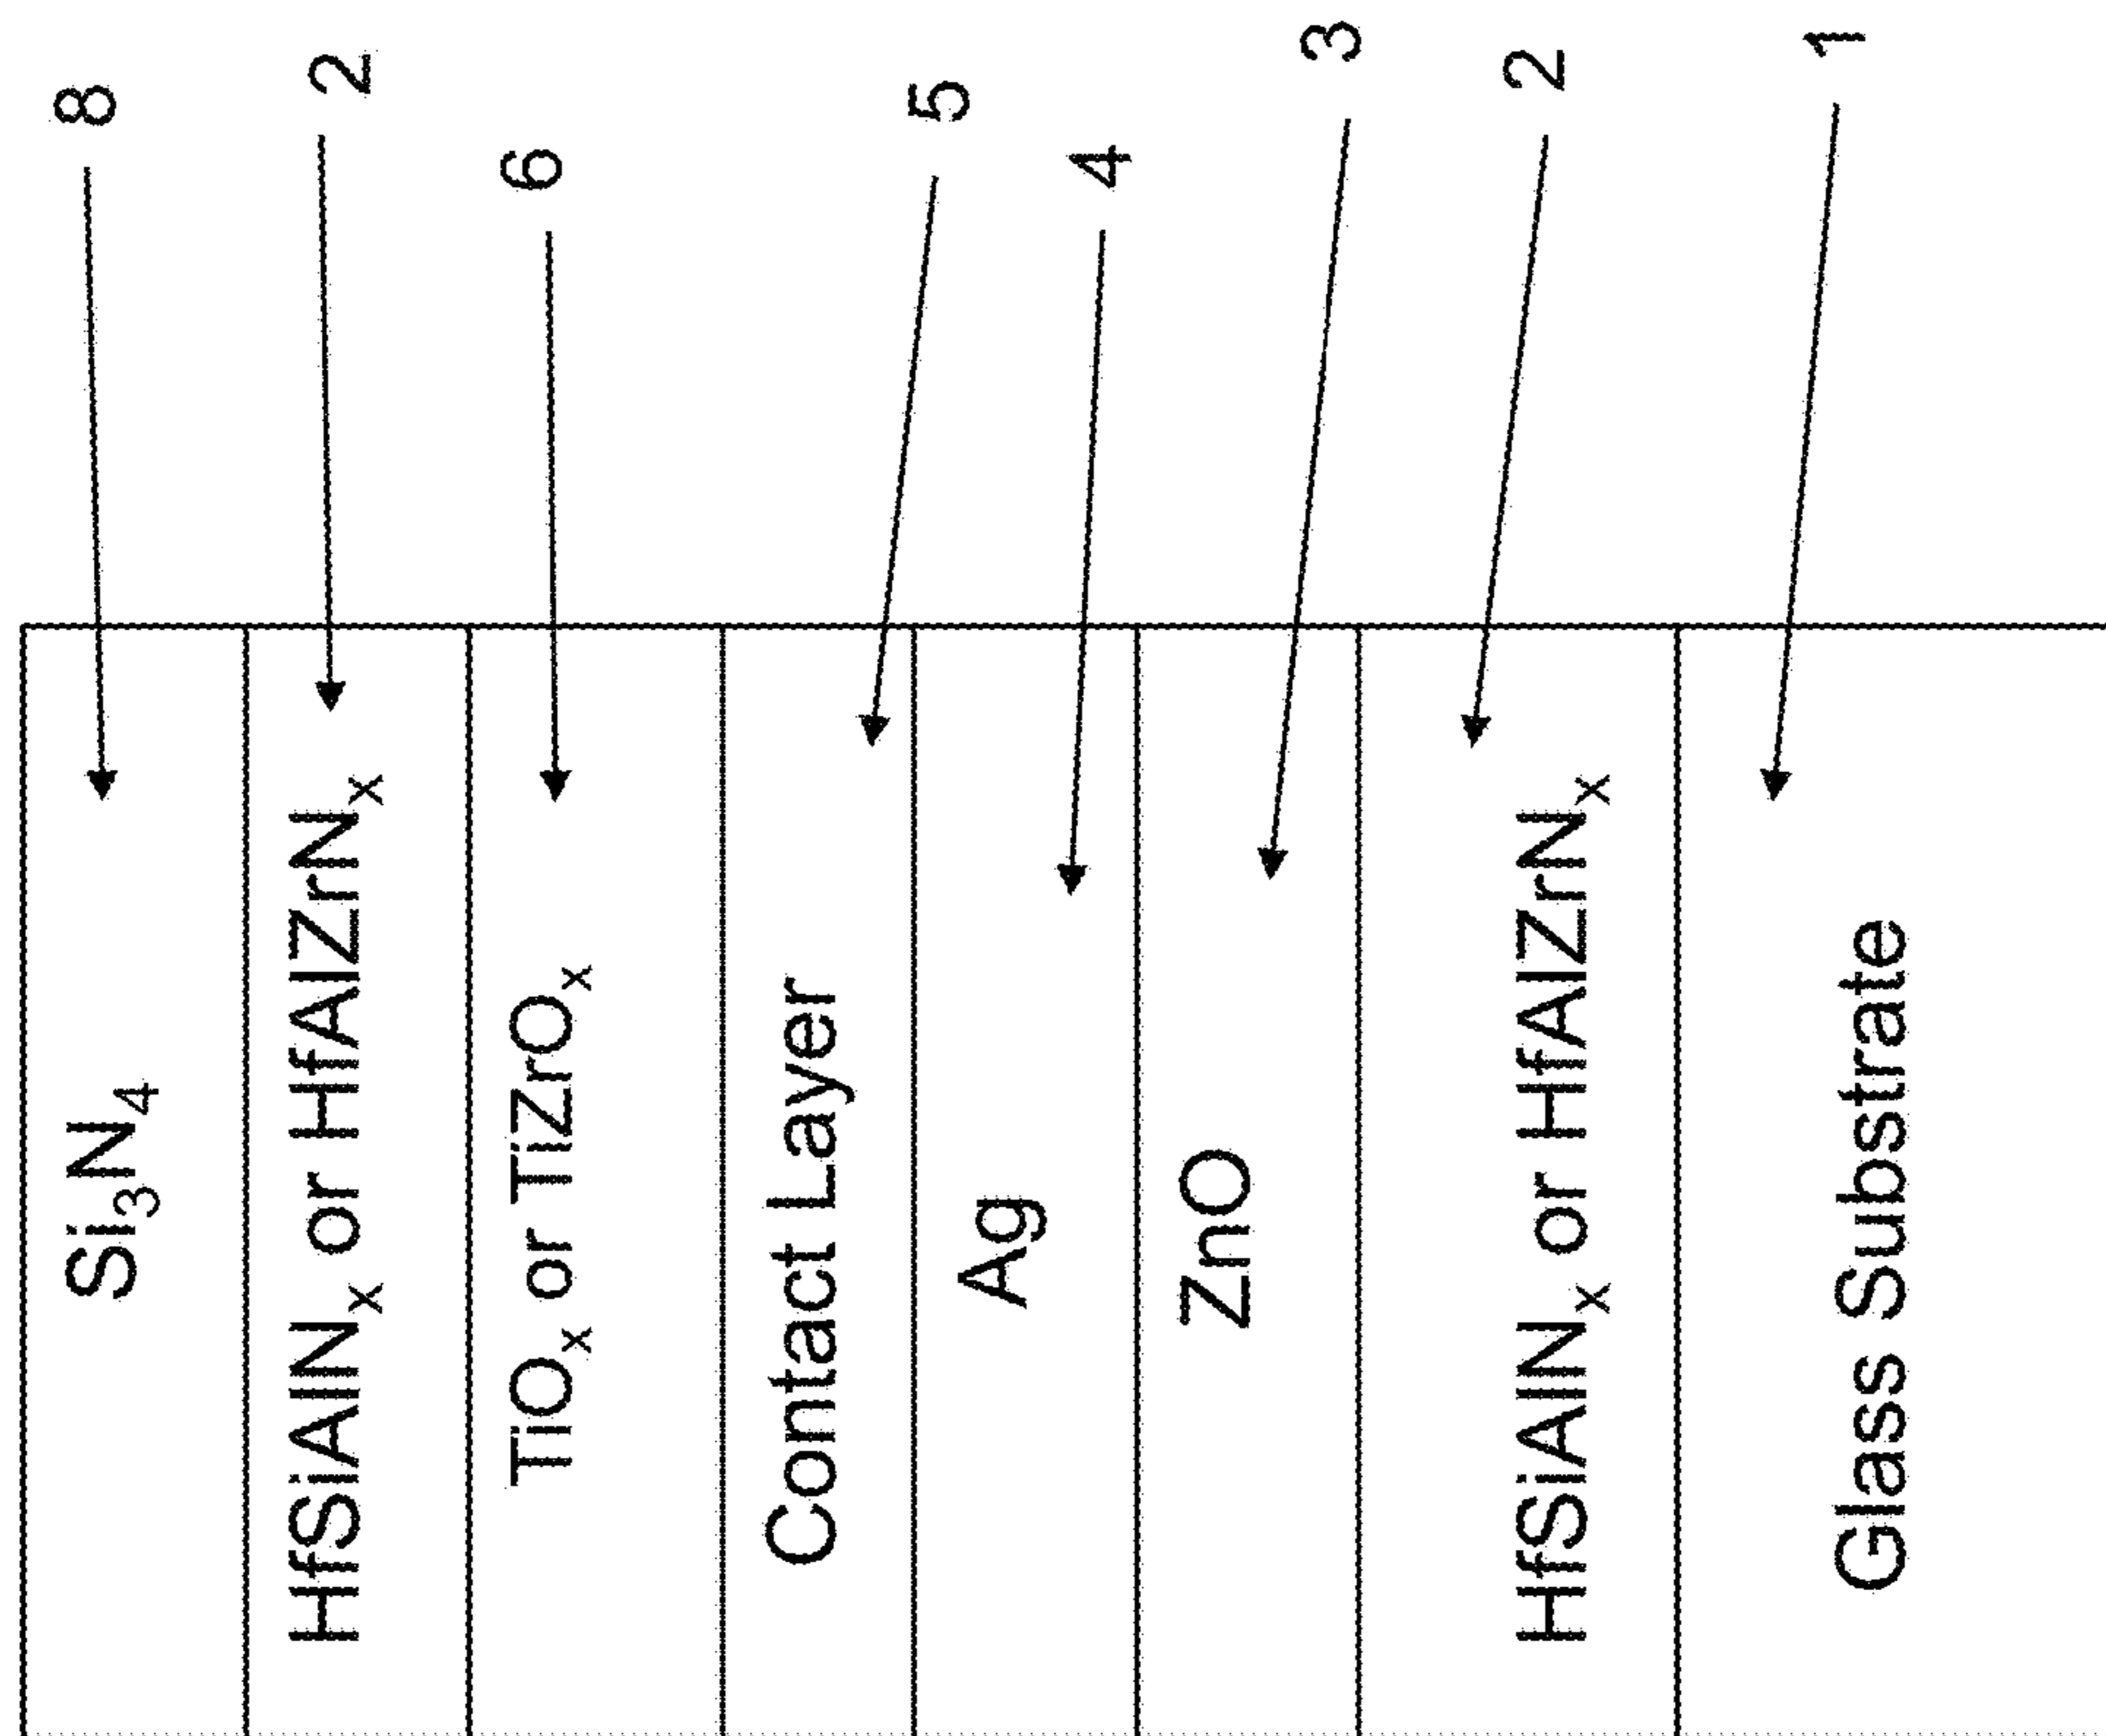 Si₃N₄
8
HfSiAlNₓ or HfAlZrNₓ
2
TiOₓ or TiZrOₓ
6
Contact Layer
5
Ag
4
ZnO
3
HfSiAlNₓ or HfAlZrNₓ
2
Glass Substrate
1